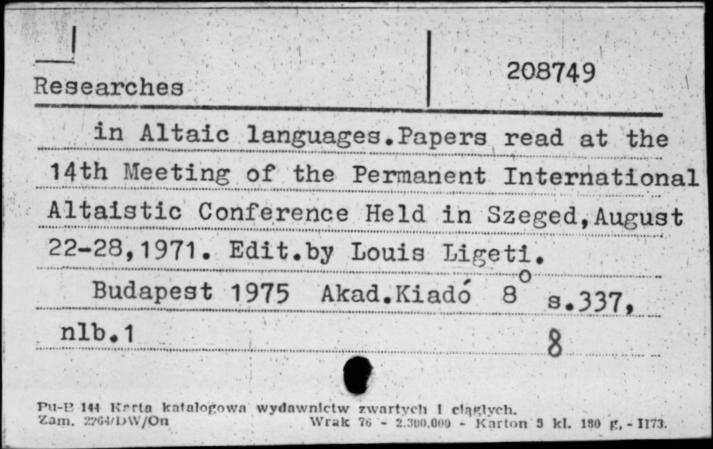 208749
Researches
in Altaic languages.Papers read at the
14th Meeting of the Permanent International
Altaistic Conference Held in Szeged,August
22-28,1971. Edit.by Louis Ligeti.
Budapest 1975 Akad.Kiadó 8° s.337,
nlb.1
8
Pu-B 144 Karta katalogowa wydawnictw zwartych i ciągłych.
Zam. 2264/DW/On Wrak 76 - 2.300.000 - Karton 5 kl. 180 g. - II73.